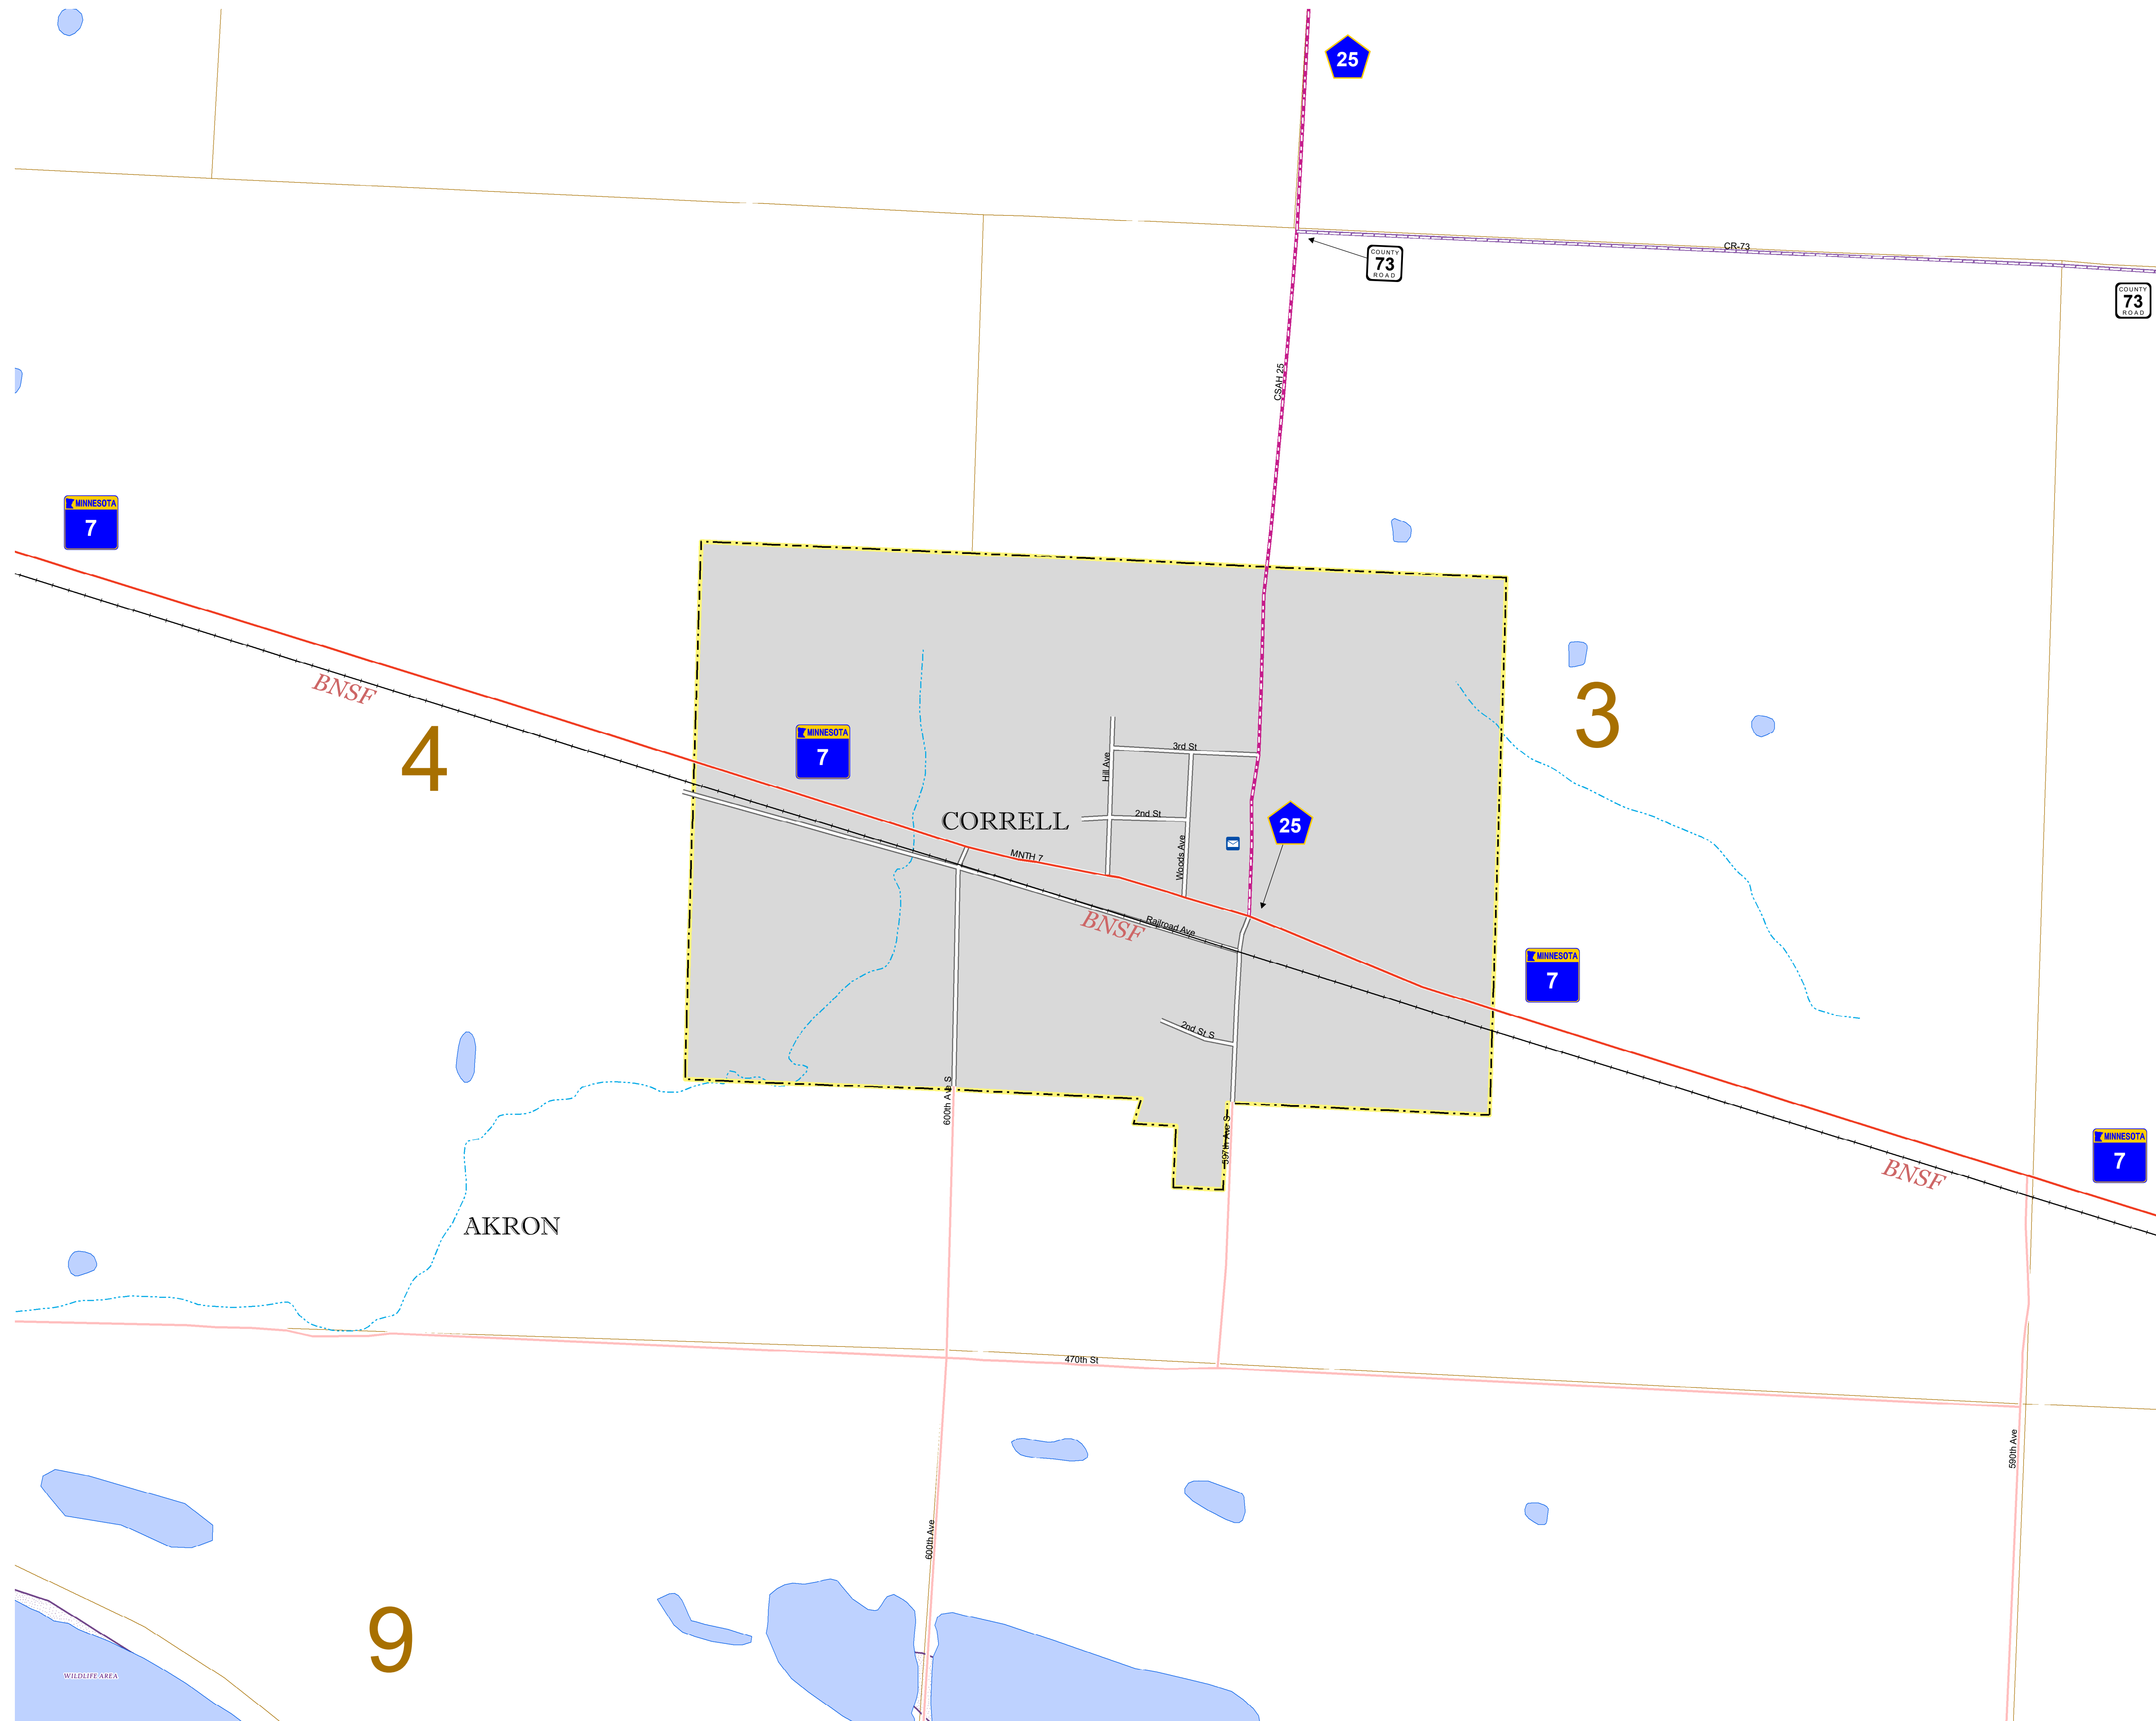 25
CR-73
COUNTY
73
ROAD
COUNTY
73
ROAD
CSAH 25
MINNESOTA
7
BNSF
4
3
MINNESOTA
7
3rd St
Hill Ave
2nd St
CORRELL
25
Woods Ave
MNTH 7
BNSF
Railroad Ave
MINNESOTA
7
2nd St S
600th Ave S
597th Ave S
MINNESOTA
7
BNSF
AKRON
470th St
590th Ave
600th Ave
9
WILDLIFE AREA